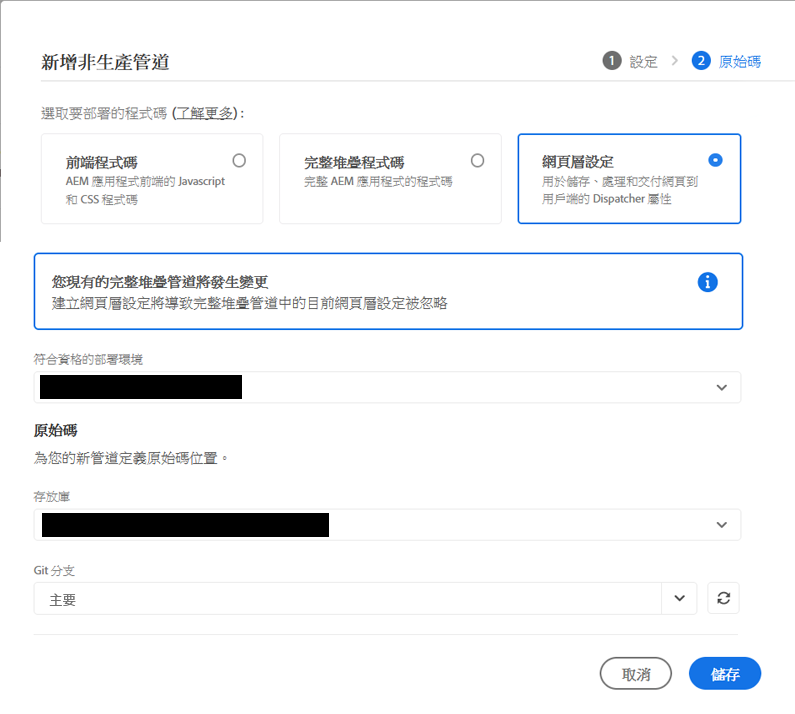 新增非生產管道
1 設定 > 2 原始碼
選取要部署的程式碼 (了解更多) :
前端程式碼
AEM 應用程式前端的 Javascript
和 CSS 程式碼
完整堆疊程式碼
完整 AEM 應用程式的程式碼
網頁層設定
用於儲存、處理和交付網頁到
用戶端的 Dispatcher 屬性
您現有的完整堆疊管道將發生變更
建立網頁層設定將導致完整堆疊管道中的目前網頁層設定被忽略
符合資格的部署環境
原始碼
為您的新管道定義原始碼位置。
存放庫
Git 分支
主要
取消
儲存